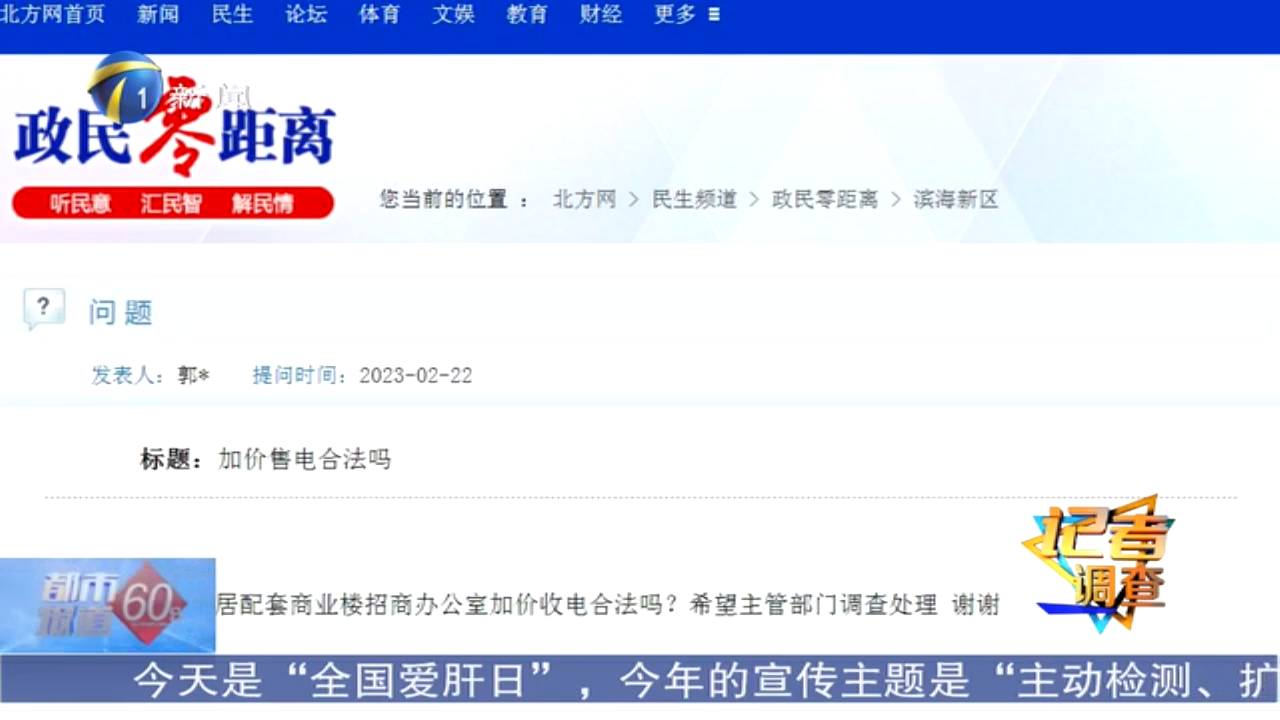 北方网首页 新闻 民生 论坛 体育 文娱 教育 财经 更多
1 新闻
政民零距离
听民意 汇民智 解民情
您当前的位置 ： 北方网 > 民生频道 > 政民零距离 > 滨海新区
? 问题
发表人：郭* 提问时间：2023-02-22
标题：加价售电合法吗
记者调查
都市报道60分
居配套商业楼招商办公室加价收电合法吗？希望主管部门调查处理 谢谢
今天是“全国爱肝日”，今年的宣传主题是“主动检测、扩